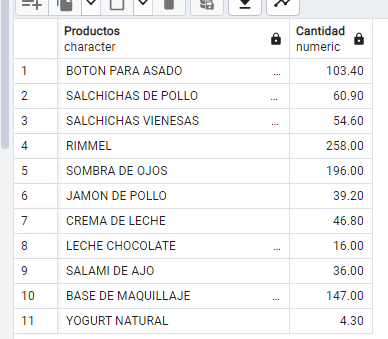 Productos Cantidad
character numeric
1 BOTON PARA ASADO ... 103.40
2 SALCHICHAS DE POLLO ... 60.90
3 SALCHICHAS VIENESAS ... 54.60
4 RIMMEL 258.00
5 SOMBRA DE OJOS 196.00
6 JAMON DE POLLO 39.20
7 CREMA DE LECHE 46.80
8 LECHE CHOCOLATE ... 16.00
9 SALAMI DE AJO 36.00
10 BASE DE MAQUILLAJE ... 147.00
11 YOGURT NATURAL 4.30